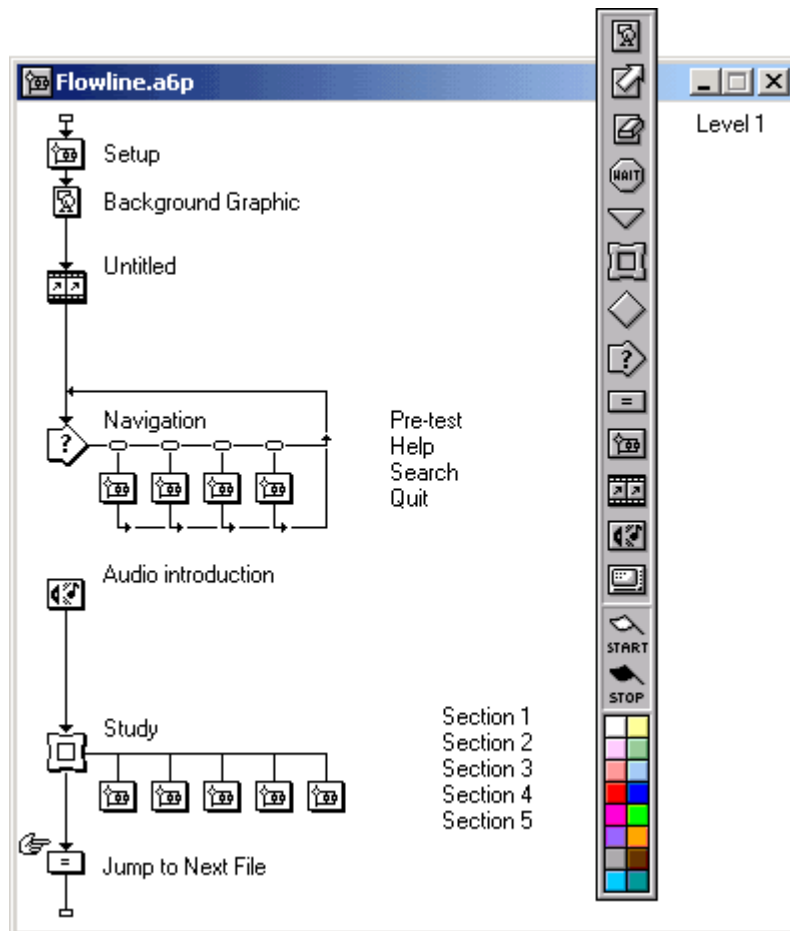 Flowline.a6p
Level 1
Setup
Background Graphic
WAIT
Untitled
Navigation
Pre-test
Help
Search
Quit
?
?
=
Audio introduction
START
STOP
Study
Section 1
Section 2
Section 3
Section 4
Section 5
=
Jump to Next File